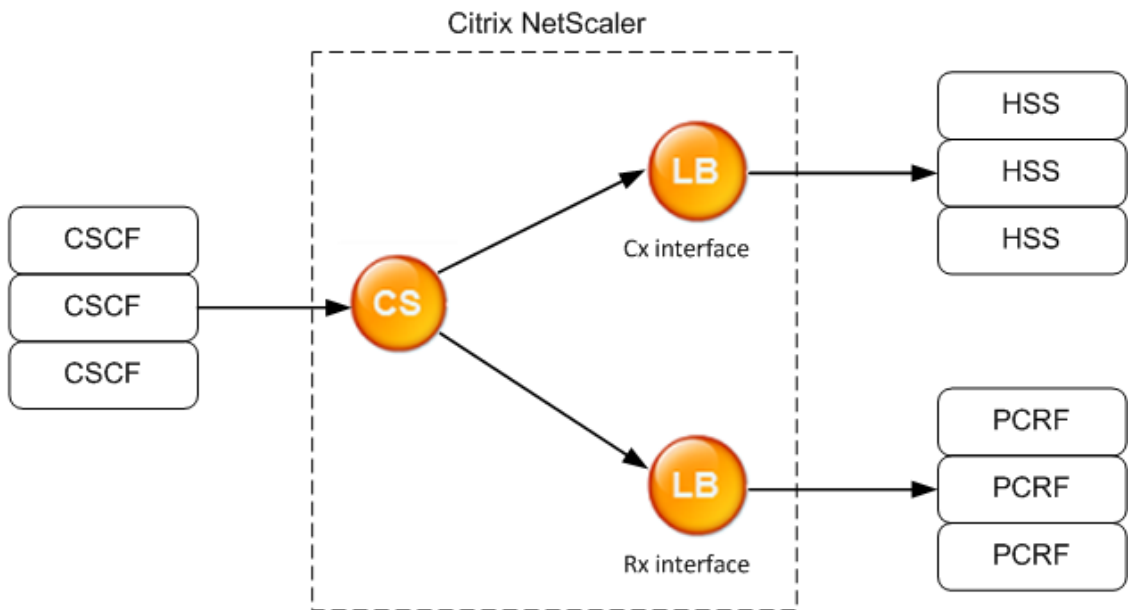 Citrix NetScaler
CSCF
CSCF
CSCF
CS
LB
Cx interface
LB
Rx interface
HSS
HSS
HSS
PCRF
PCRF
PCRF